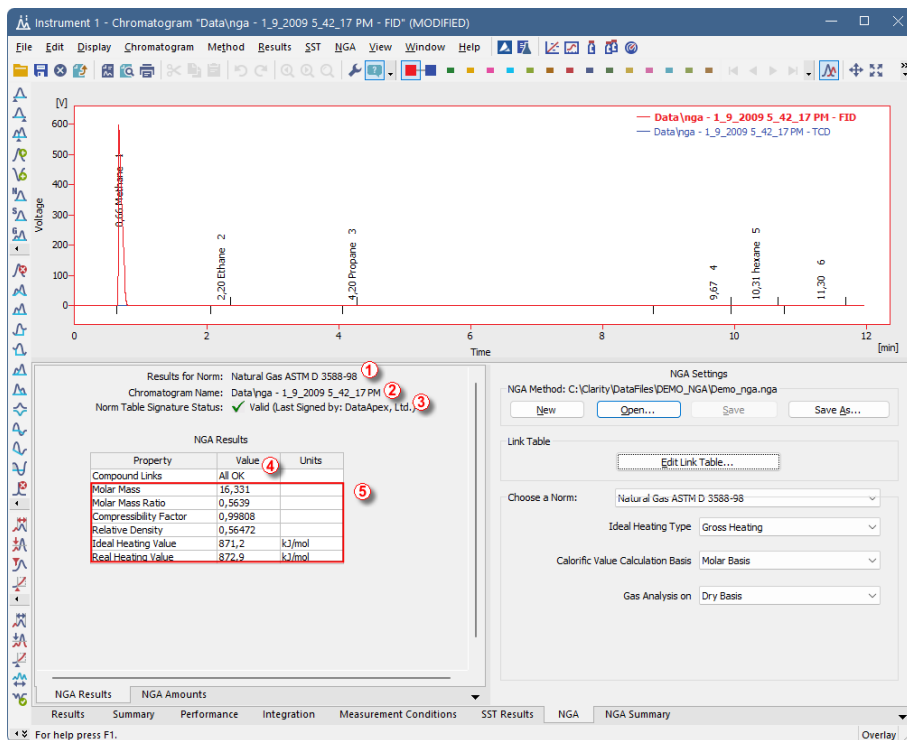 Instrument 1 - Chromatogram "Data\nga - 1_9_2009 5_42_17 PM - FID" (MODIFIED)
File Edit Display Chromatogram Method Results SST NGA View Window Help
[V]
600
500
400
300
200
100
0
Voltage
Data\nga - 1_9_2009 5_42_17 PM - FID
Data\nga - 1_9_2009 5_42_17 PM - TCD
0,66 Methane 1
2,20 Ethane 2
4,20 Propane 3
9,67 4
10,31 hexane 5
11,30 6
0 2 4 6 8 10 12
Time
[min]
Results for Norm: Natural Gas ASTM D 3588-98 1
Chromatogram Name: Data\nga - 1_9_2009 5_42_17 PM 2
Norm Table Signature Status: Valid (Last Signed by: DataApex, Ltd.) 3
NGA Results
Property Value Units
4
Compound Links All OK
Molar Mass 16,331
5
Molar Mass Ratio 0,5639
Compressibility Factor 0,99808
Relative Density 0,56472
Ideal Heating Value 871,2 kJ/mol
Real Heating Value 872,9 kJ/mol
NGA Results NGA Amounts
NGA Settings
NGA Method: C:\Clarity\DataFiles\DEMO_NGA\Demo_nga.nga
New Open... Save Save As...
Link Table
Edit Link Table...
Choose a Norm: Natural Gas ASTM D 3588-98
Ideal Heating Type Gross Heating
Calorific Value Calculation Basis Molar Basis
Gas Analysis on Dry Basis
Results Summary Performance Integration Measurement Conditions SST Results NGA NGA Summary
For help press F1.
Overlay